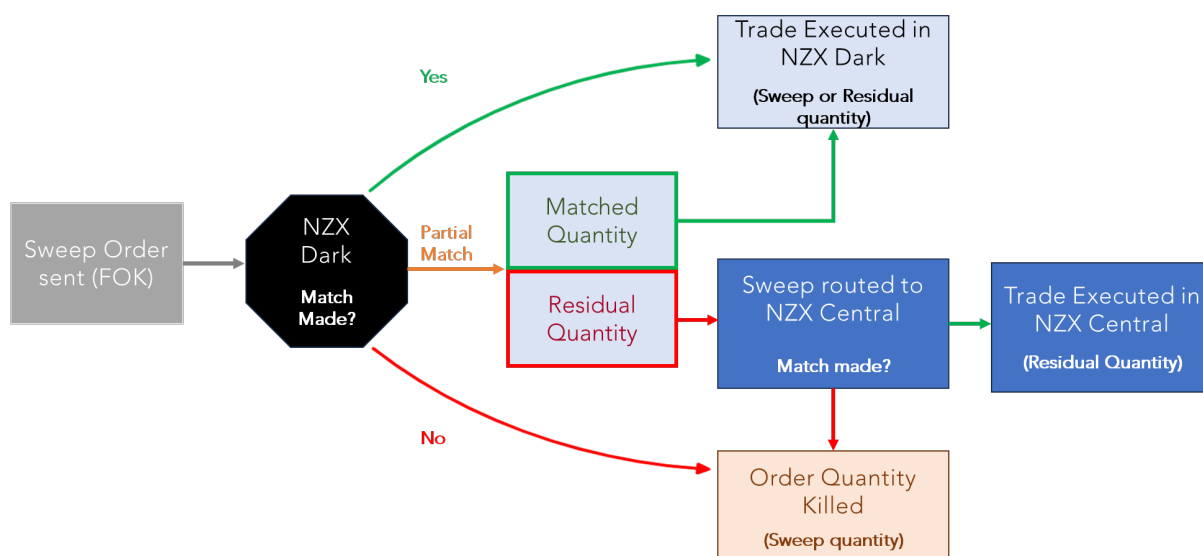 Sweep Order
sent (FOK)
NZX
Dark
Match
Made?
Yes
Partial
Match
No
Matched
Quantity
Residual
Quantity
Trade Executed in
NZX Dark
(Sweep or Residual
quantity)
Sweep routed to
NZX Central
Match made?
Trade Executed in
NZX Central
(Residual Quantity)
Order Quantity
Killed
(Sweep quantity)